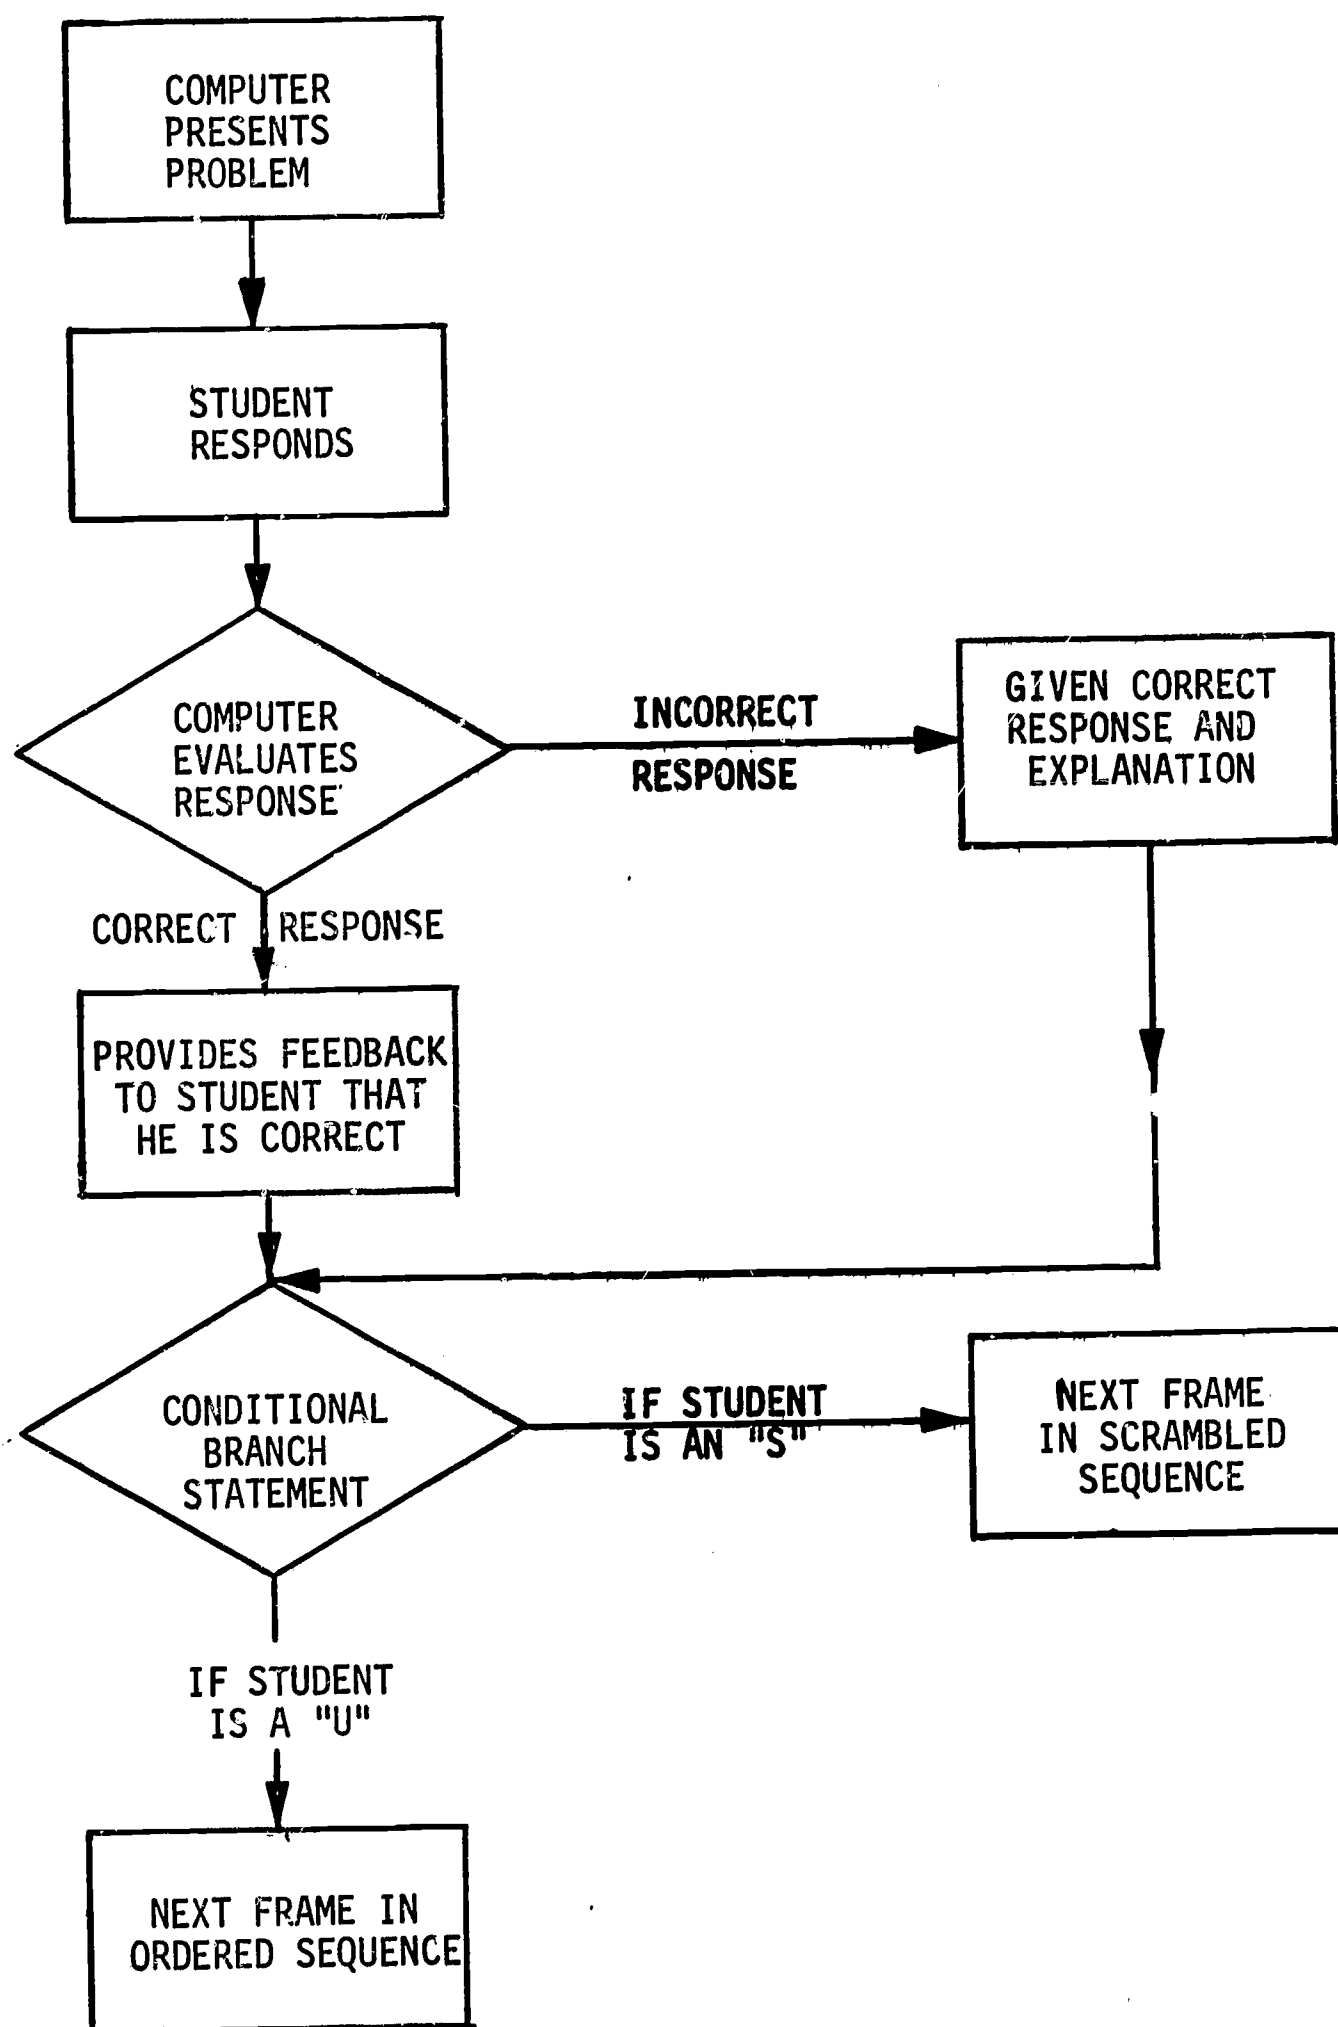 COMPUTER
PRESENTS
PROBLEM
STUDENT
RESPONDS
COMPUTER
EVALUATES
RESPONSE
INCORRECT
RESPONSE
GIVEN CORRECT
RESPONSE AND
EXPLANATION
CORRECT RESPONSE
PROVIDES FEEDBACK
TO STUDENT THAT
HE IS CORRECT
CONDITIONAL
BRANCH
STATEMENT
IF STUDENT
IS AN "S"
NEXT FRAME
IN SCRAMBLED
SEQUENCE
IF STUDENT
IS A "U"
NEXT FRAME IN
ORDERED SEQUENCE